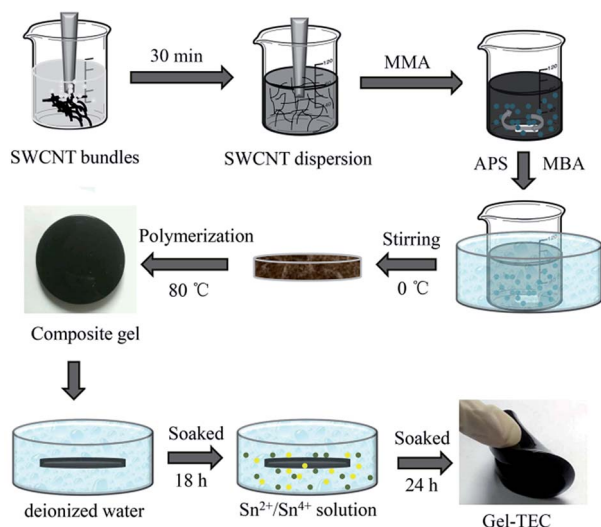 30 min
MMA
SWCNT bundles
SWCNT dispersion
APS
MBA
Polymerization
80 ℃
Stirring
0 ℃
Composite gel
Soaked
18 h
Soaked
24 h
deionized water
Sn²⁺/Sn⁴⁺ solution
Gel-TEC